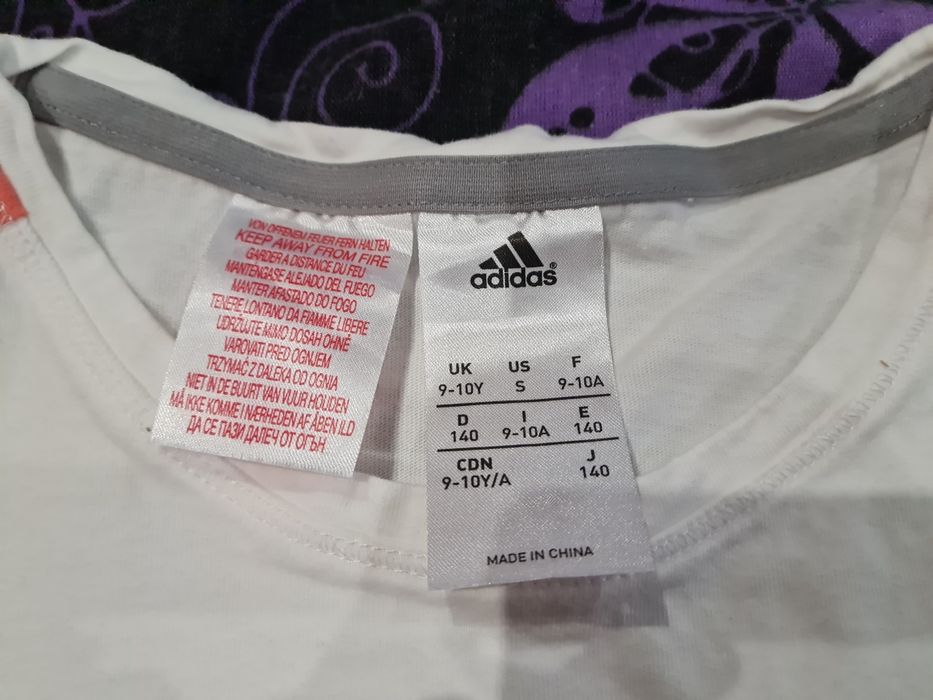 VON OFFENEM FEUER FERN HALTEN
KEEP AWAY FROM FIRE
GARDER A DISTANCE DU FEU
MANTENGASE ALEJADO DEL FUEGO
MANTER AFASTADO DO FOGO
TENERE LONTANO DA FIAMME LIBERE
UDRŽUJTE MIMO DOSAH OHNĚ
VAROVATI PRED OGNJEM
TRZYMAĆ Z DALEKA OD OGNIA
NIET IN DE BUURT VAN VUUR HOUDEN
MÅ IKKE KOMME I NÆRHEDEN AF ÅBEN ILD
ДА СЕ ПАЗИ ДАЛЕЧ ОТ ОГЪН
adidas®
UK US F
9-10Y S 9-10A
D I E
140 9-10A 140
CDN J
9-10Y/A 140
MADE IN CHINA